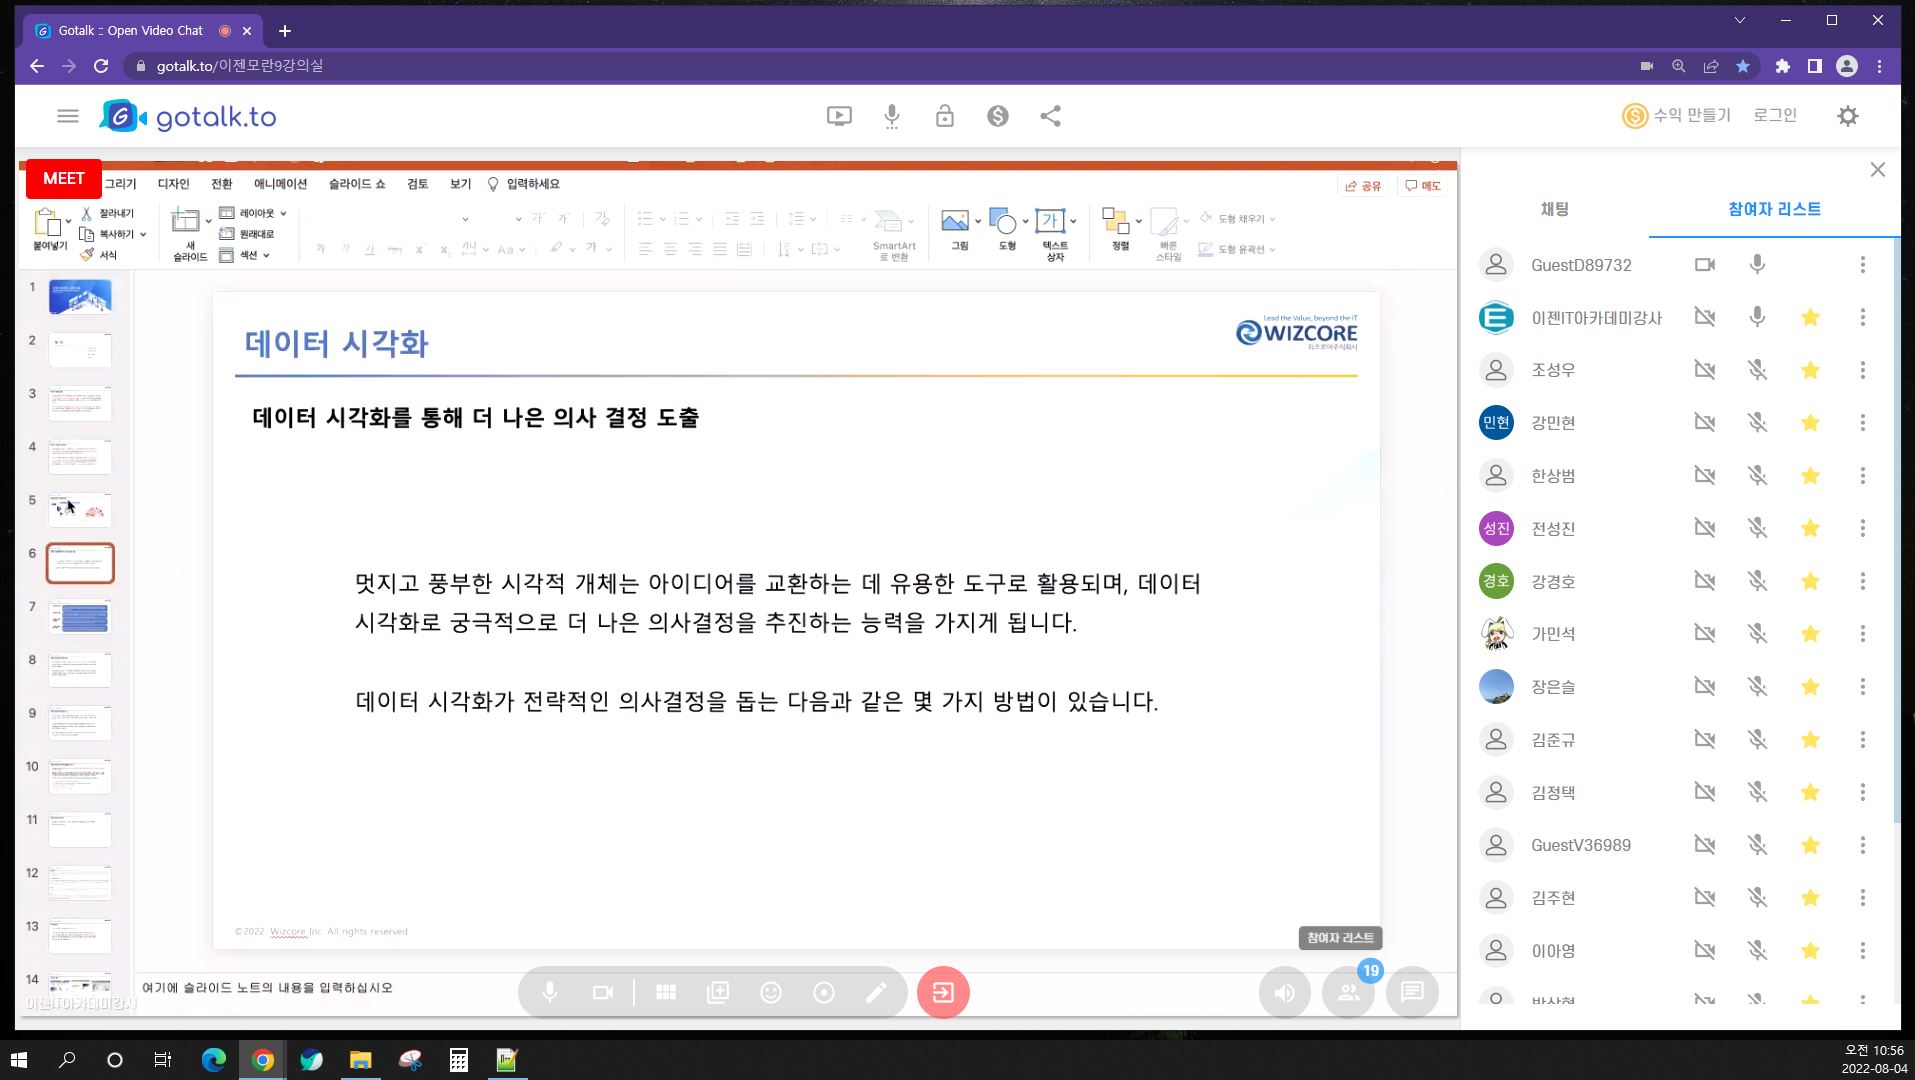 Gotalk :: Open Video Chat
gotalk.to/이젠모란9강의실
gotalk.to
수익 만들기
로그인
MEET
그리기
디자인
전환
애니메이션
슬라이드 쇼
검토
보기
입력하세요
공유
메도
붙여넣기
잘라내기
복사하기
서식
새
슬라이드
레이아웃
원래대로
섹션
SmartArt
로 변환
그림
도형
텍스트
상자
정렬
빠른
스타일
도형 채우기
도형 윤곽선
1
2
3
4
5
6
7
8
9
10
11
12
13
14
데이터 시각화
Lead the Value, beyond the IT
WIZCORE
위즈코어주식회사
데이터 시각화를 통해 더 나은 의사 결정 도출
멋지고 풍부한 시각적 개체는 아이디어를 교환하는 데 유용한 도구로 활용되며, 데이터
시각화로 궁극적으로 더 나은 의사결정을 추진하는 능력을 가지게 됩니다.
데이터 시각화가 전략적인 의사결정을 돕는 다음과 같은 몇 가지 방법이 있습니다.
©2022 Wizcore Inc. All rights reserved
참여자 리스트
여기에 슬라이드 노트의 내용을 입력하십시오
이젠IT아카데미강사
19
채팅
참여자 리스트
GuestD89732
이젠IT아카데미강사
조성우
민현
강민현
한상범
성진
전성진
경호
강경호
가민석
장은슬
김준규
김정택
GuestV36989
김주현
이아영
오전 10:56
2022-08-04